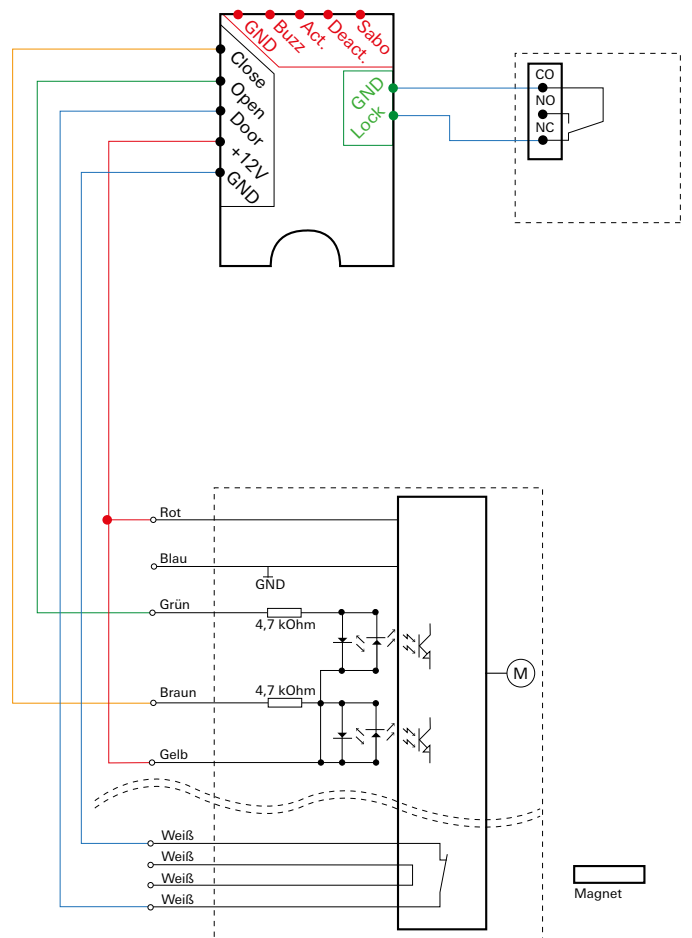 GND
Buzz
Act.
Deact.
Sabo
Close
Open
Door
+12V
GND
GND
Lock
CO
NO
NC
Rot
Blau
GND
Grün
4,7 kOhm
M
Braun
4,7 kOhm
Gelb
Weiß
Weiß
Weiß
Weiß
Magnet